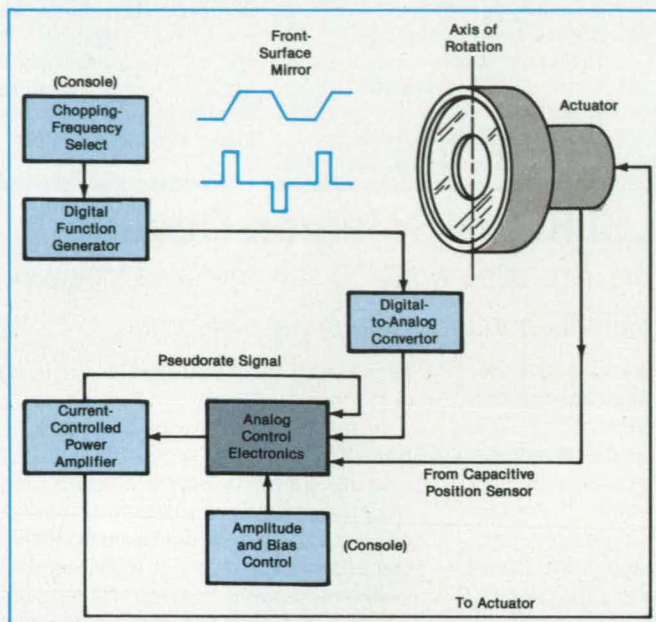 Front-
Surface
Mirror
Axis of
Rotation
Actuator
(Console)
Chopping-
Frequency
Select
Digital
Function
Generator
Digital-
to-Analog
Convertor
Pseudorate Signal
Current-
Controlled
Power
Amplifier
Analog
Control
Electronics
From Capacitive
Position Sensor
Amplitude
and Bias
Control
(Console)
To Actuator